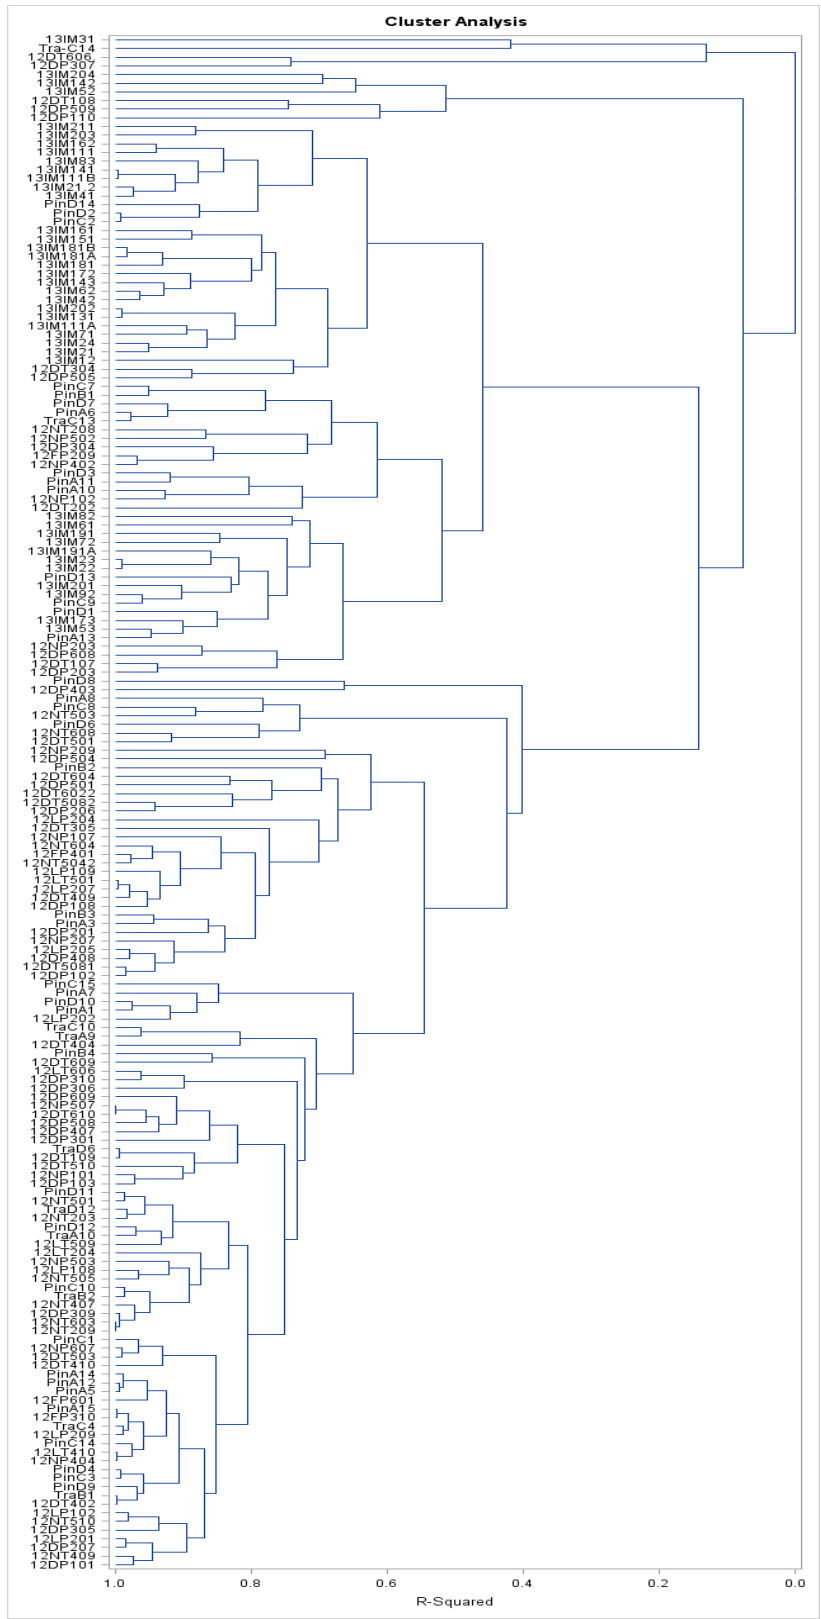 Cluster Analysis
13IM31
Tra-C14
12DT606
12DP307
13IM204
13IM142
13IM52
12DT108
12DP509
12DP110
13IM211
13IM203
13IM162
13IM111
13IM83
13IM141
13IM111B
13IM21.2
13IM41
PinD14
PinD2
PinC2
13IM161
13IM151
13IM181B
13IM181A
13IM181
13IM172
13IM143
13IM62
13IM42
13IM202
13IM131
13IM111A
13IM71
13IM24
13IM21
13IM12
12DT304
12DP505
PinC7
PinB1
PinD7
PinA6
TraC13
12NT208
12NP502
12DP304
12FP209
12NP402
PinD3
PinA11
PinA10
12NP102
12DT202
13IM82
13IM61
13IM191
13IM72
13IM191A
13IM23
13IM22
PinD13
13IM201
13IM92
PinC9
PinD1
13IM173
13IM53
PinA13
12NP203
12DP608
12DT107
12DP203
PinD8
12DP403
PinA8
PinC8
12NT503
PinD6
12NT608
12DT501
12NP209
12DP504
PinB2
12DT604
12DP501
12DT6022
12DT5082
12DP206
12LP204
12DT305
12NP107
12NT604
12FP401
12NT5042
12LP109
12LT501
12LP207
12DT409
12DP108
PinB3
PinA3
12DP201
12NP207
12LP205
12DP408
12DT5081
12DP102
PinC15
PinA7
PinD10
PinA1
12LP202
TraC10
TraA9
12DT404
PinB4
12DT609
12LT606
12DP310
12DP306
12DP609
12NP507
12DT610
12DP508
12DP407
12DP301
TraD6
12DT109
12DT510
12NP101
12DP103
PinD11
12NT501
TraD12
12NT203
PinD12
TraA10
12LT509
12LT204
12NP503
12LP108
12NT505
PinC10
TraB2
12NT407
12DP309
12NT603
12NT209
PinC1
12NP607
12DT503
12DT410
PinA14
PinA12
PinA5
12FP601
PinA15
12FP310
TraC4
12LP209
PinC14
12LT410
12NP404
PinD4
PinC3
PinD9
TraB1
12DT402
12LP102
12NT510
12DP305
12LP201
12DP207
12NT409
12DP101
1.0 0.8 0.6 0.4 0.2 0.0
R-Squared